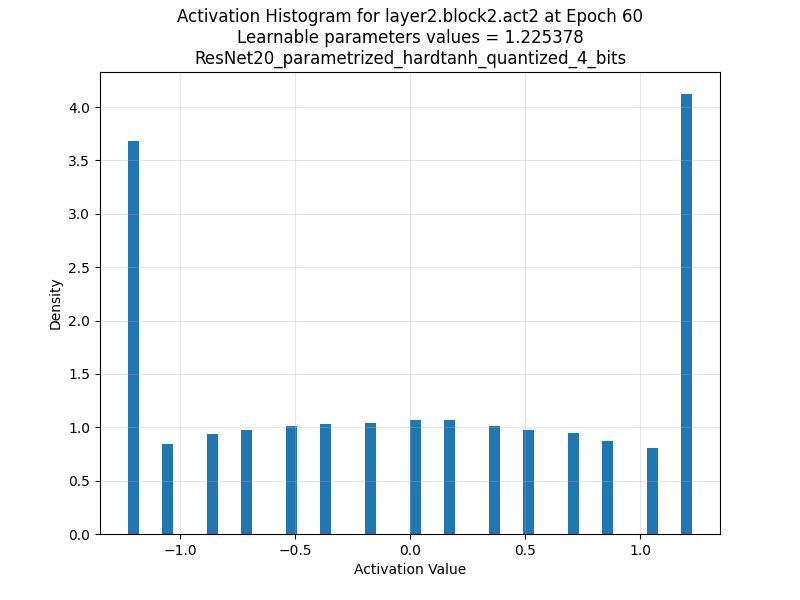 Activation Histogram for layer2.block2.act2 at Epoch 60
Learnable parameters values = 1.225378
ResNet20_parametrized_hardtanh_quantized_4_bits
4.0
3.5
3.0
2.5
2.0
1.5
1.0
0.5
0.0
Density
−1.0 −0.5 0.0 0.5 1.0
Activation Value